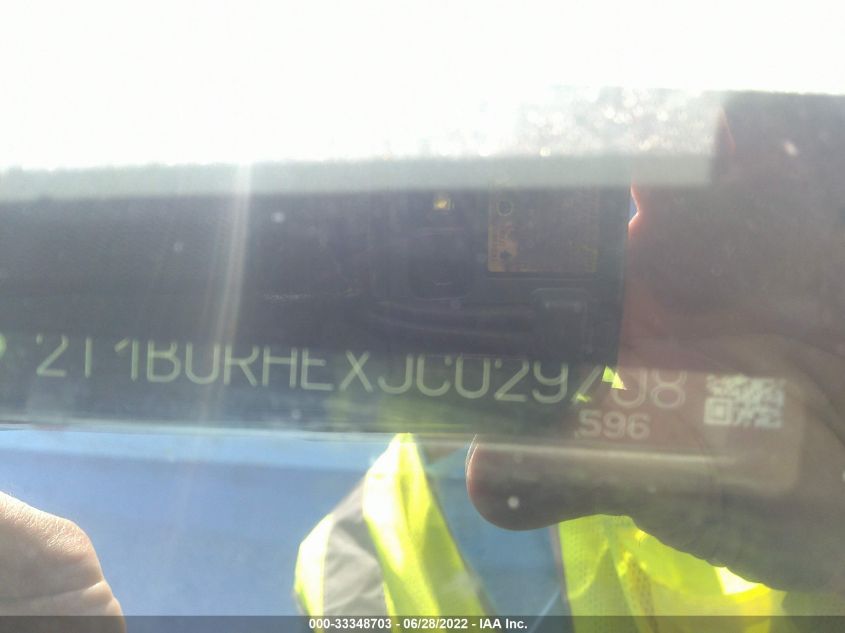 2T1BURHEXJC029708
596
000-33348703 - 06/28/2022 - IAA Inc.